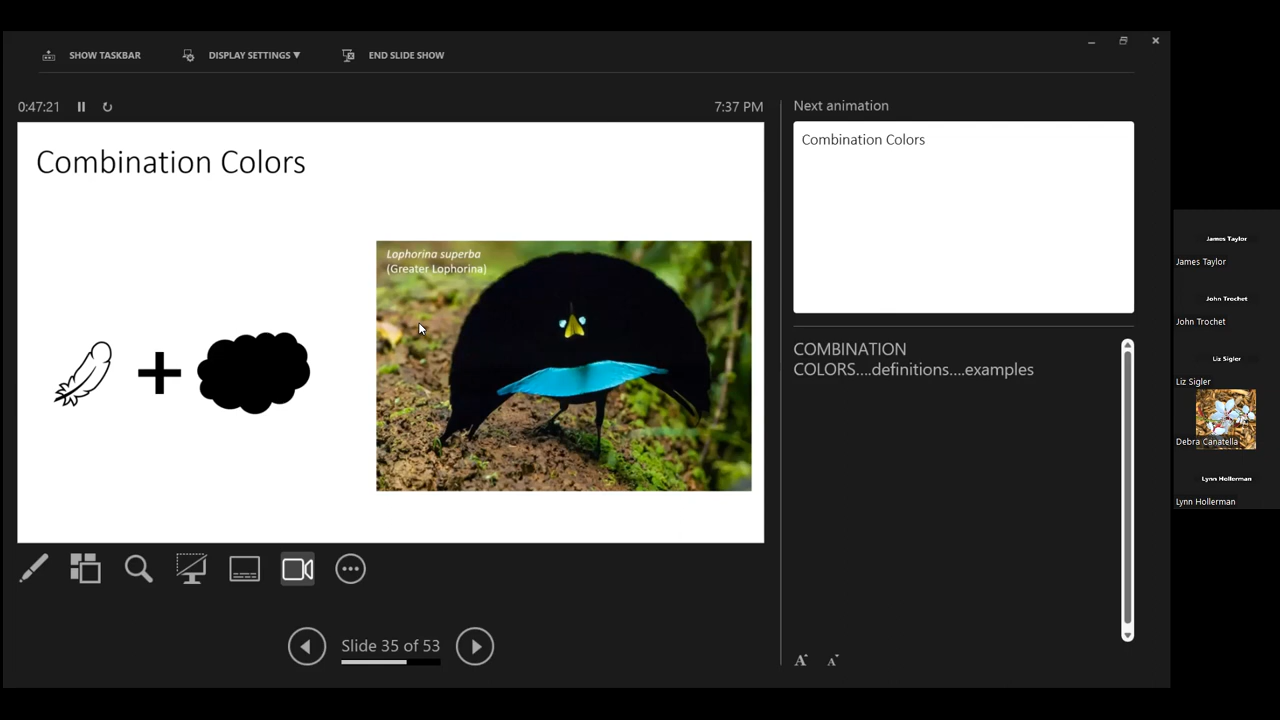 SHOW TASKBAR
DISPLAY SETTINGS ▼
END SLIDE SHOW
0:47:21
7:37 PM
Combination Colors
Lophorina superba
(Greater Lophorina)
Slide 35 of 53
Next animation
Combination Colors
COMBINATION
COLORS....definitions....examples
A
A
James Taylor
James Taylor
John Trochet
John Trochet
Liz Sigler
Liz Sigler
Debra Canatella
Lynn Hollerman
Lynn Hollerman